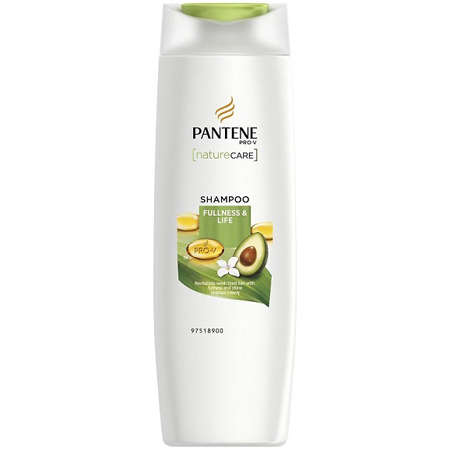 PANTENE
PRO-V
[natureCARE]
SHAMPOO
FULLNESS &
LIFE
PRO-V
97518900